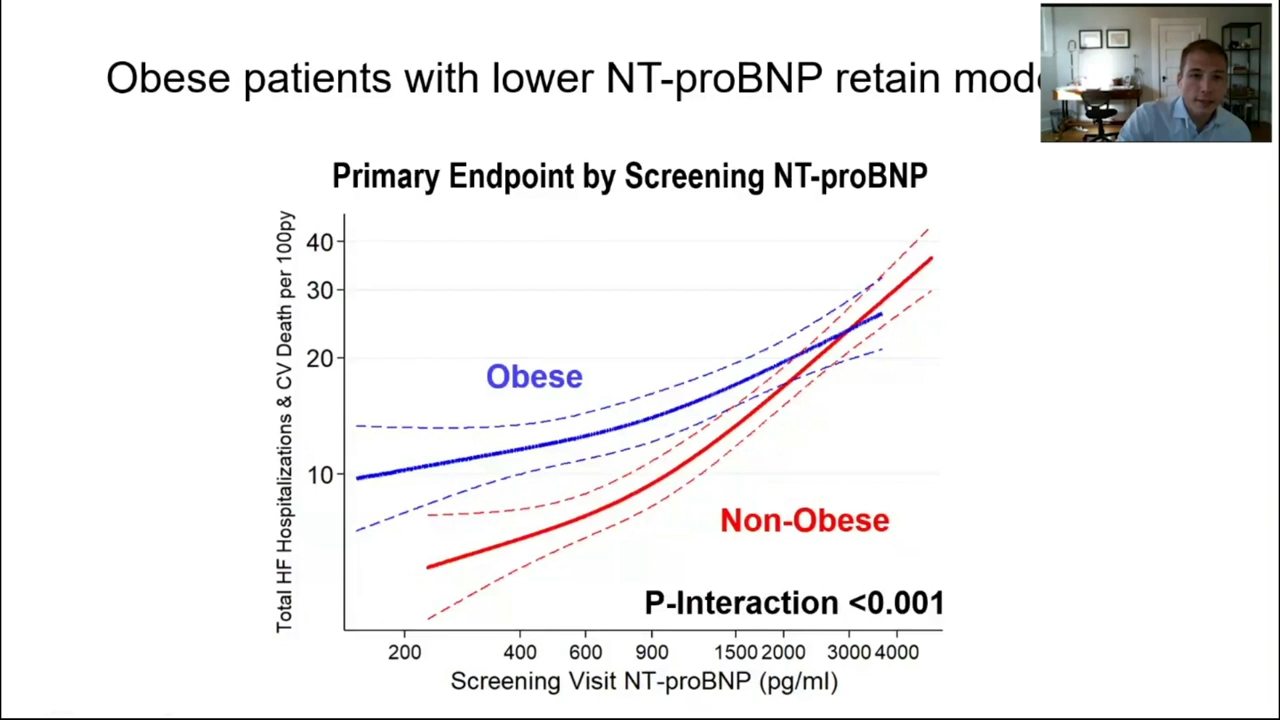 Obese patients with lower NT-proBNP retain
Primary Endpoint by Screening NT-proBNP
Total HF Hospitalizations & CV Death per 100py
40
30
20
10
Obese
Non-Obese
P-Interaction <0.001
200 400 600 900 1500 2000 3000 4000
Screening Visit NT-proBNP (pg/ml)